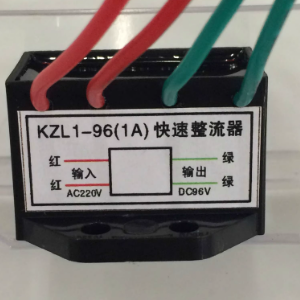 KZL1-96(1A) 快速整流器
红 绿
输入 输出
红 绿
AC220V DC96V